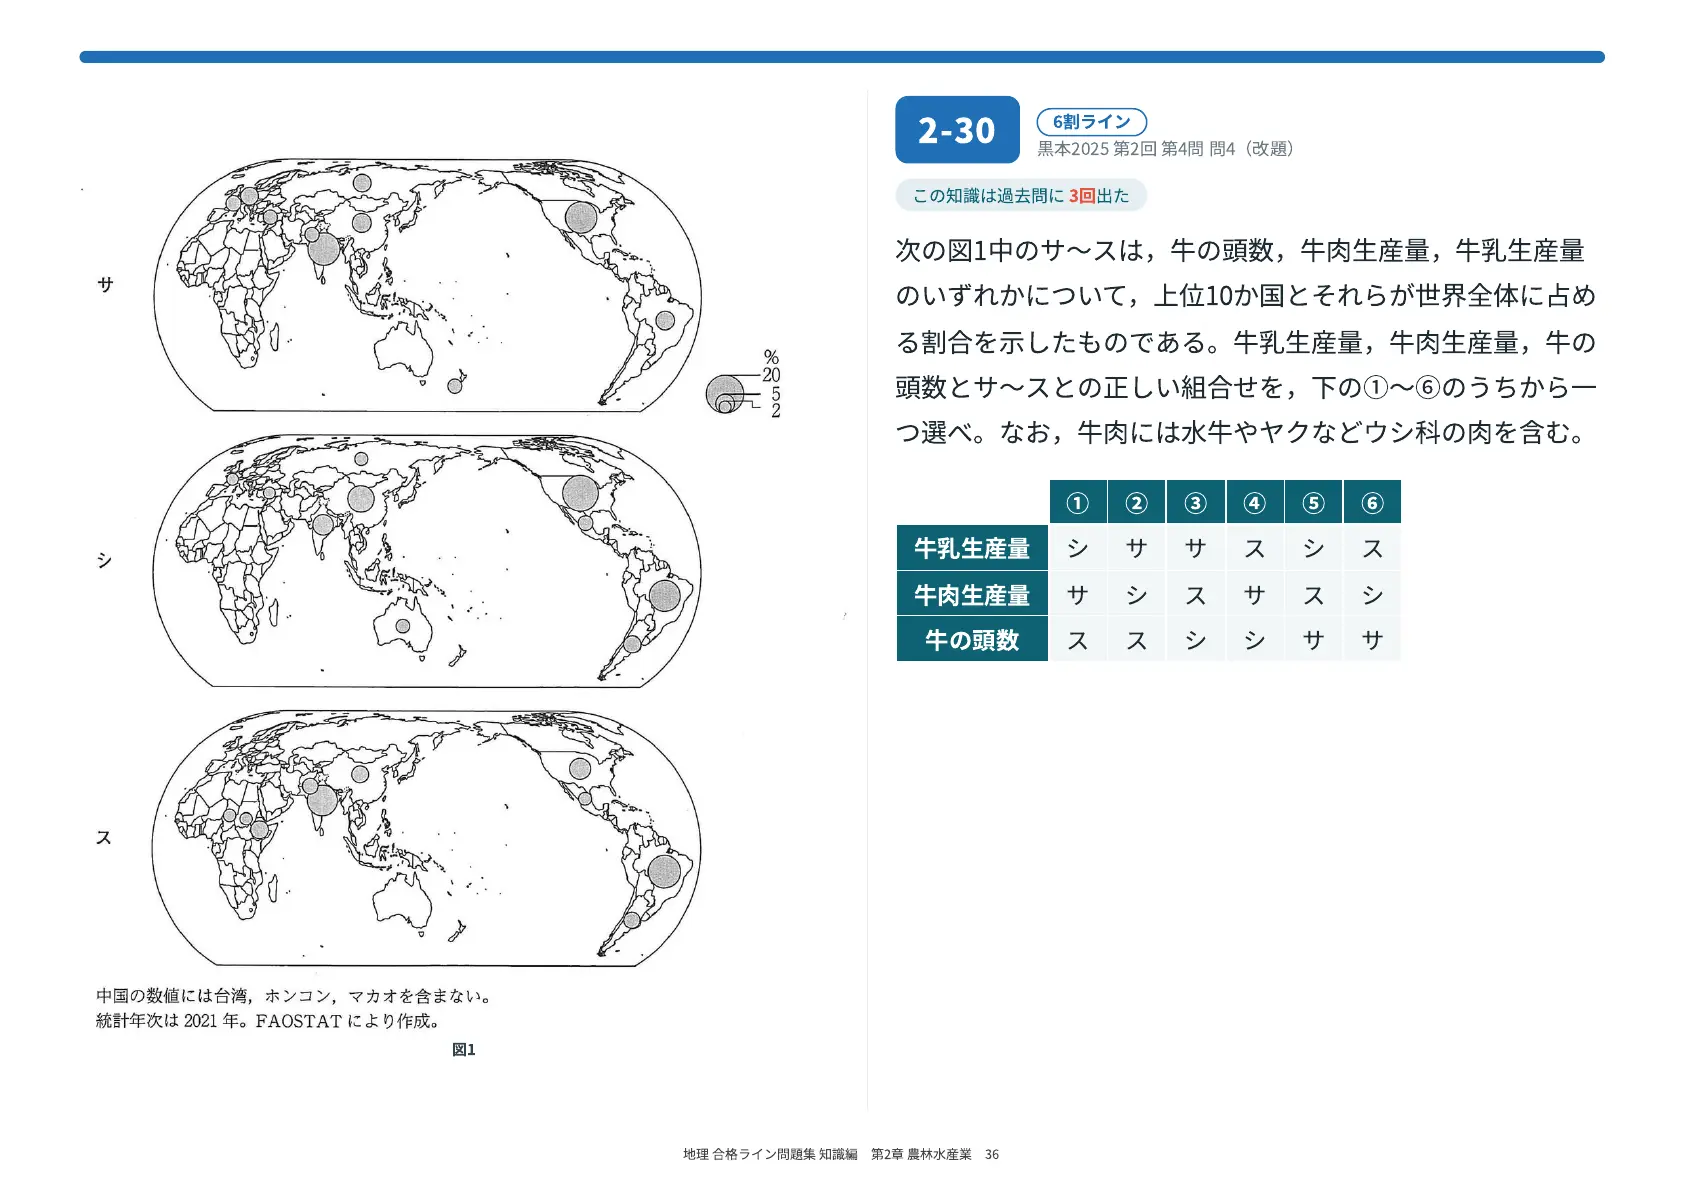 サ
%
20
5
2
シ
ス
中国の数値には台湾，ホンコン，マカオを含まない。
統計年次は 2021 年。FAOSTAT により作成。
図1
2-30
6割ライン
黒本2025 第2回 第4問 問4（改題）
この知識は過去問に 3回出た
次の図1中のサ～スは，牛の頭数，牛肉生産量，牛乳生産量
のいずれかについて，上位10か国とそれらが世界全体に占め
る割合を示したものである。牛乳生産量，牛肉生産量，牛の
頭数とサ～スとの正しい組合せを，下の①～⑥のうちから一
つ選べ。なお，牛肉には水牛やヤクなどウシ科の肉を含む。
① ② ③ ④ ⑤ ⑥
牛乳生産量 シ サ サ ス シ ス
牛肉生産量 サ シ ス サ ス シ
牛の頭数 ス ス シ シ サ サ
地理 合格ライン問題集 知識編 第2章 農林水産業 36